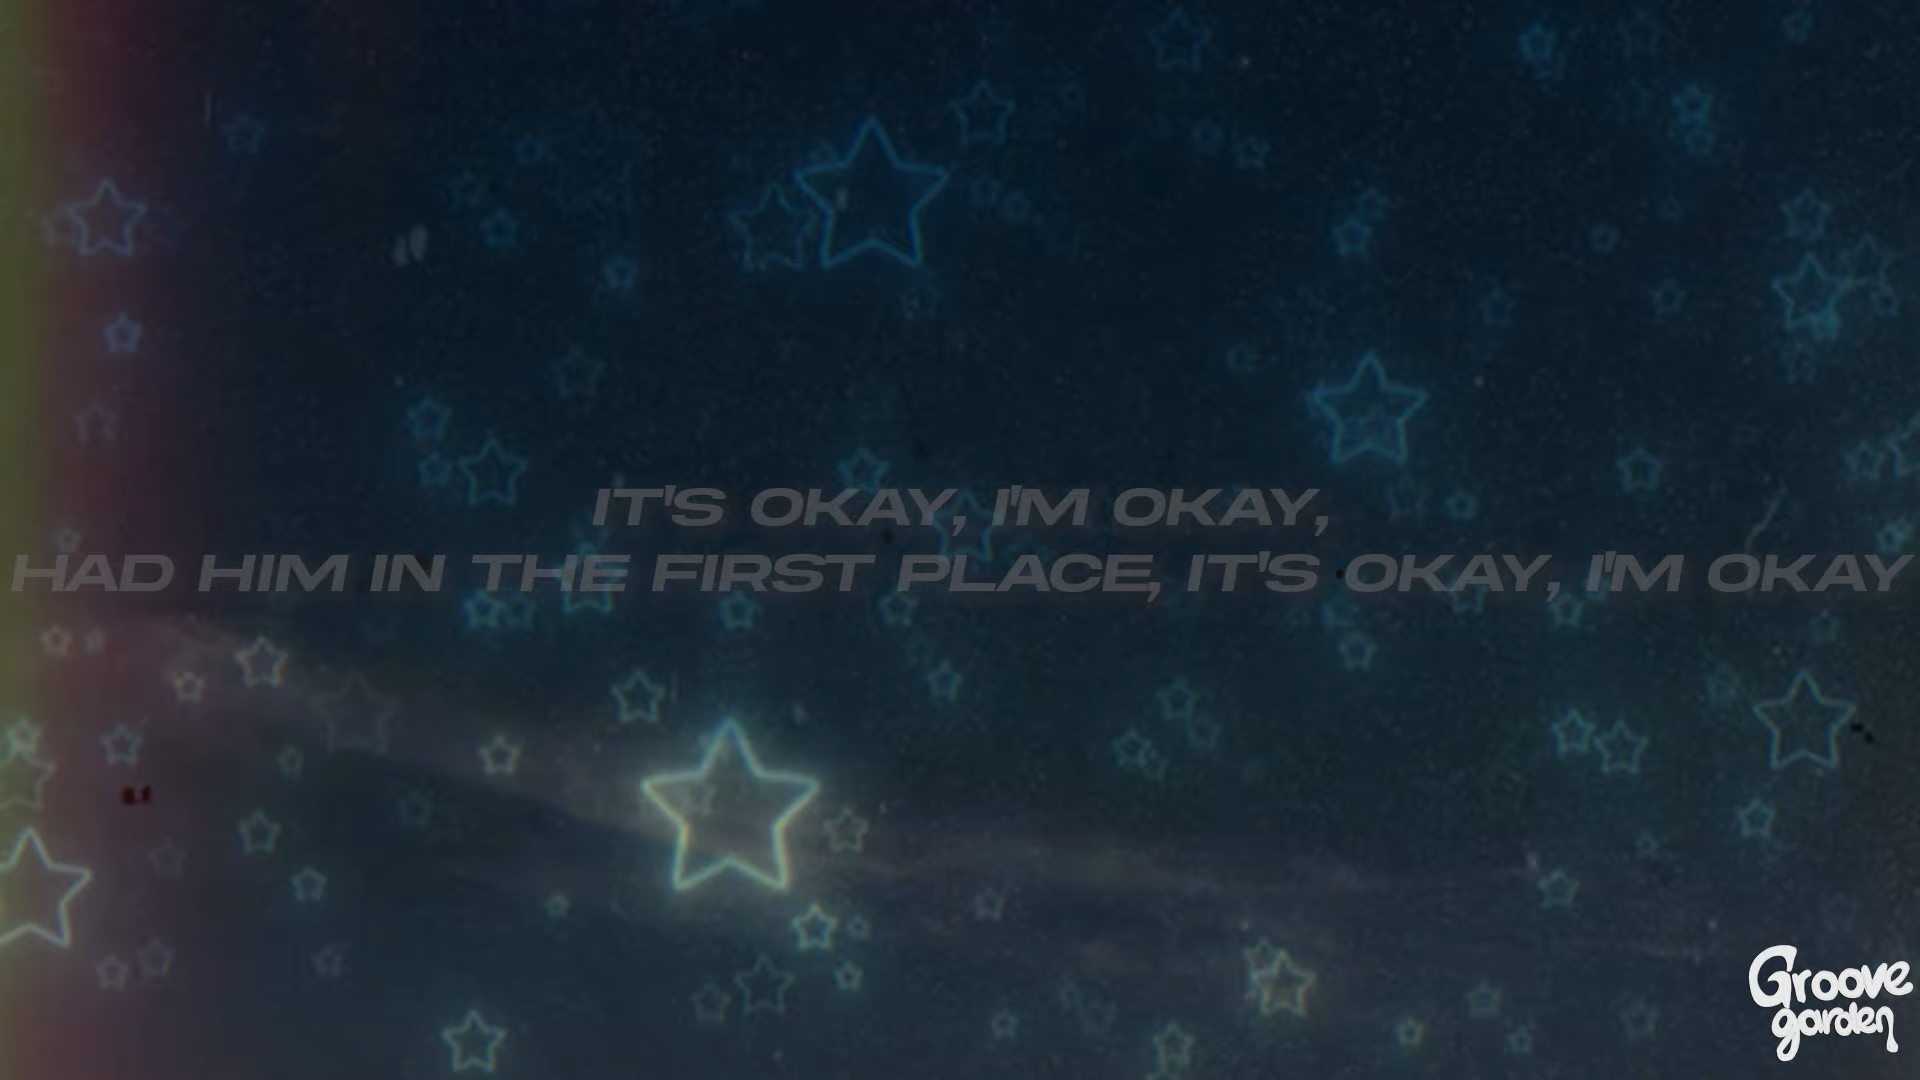 IT'S OKAY, I'M OKAY,
HAD HIM IN THE FIRST PLACE, IT'S OKAY, I'M OKAY
Groove
garden